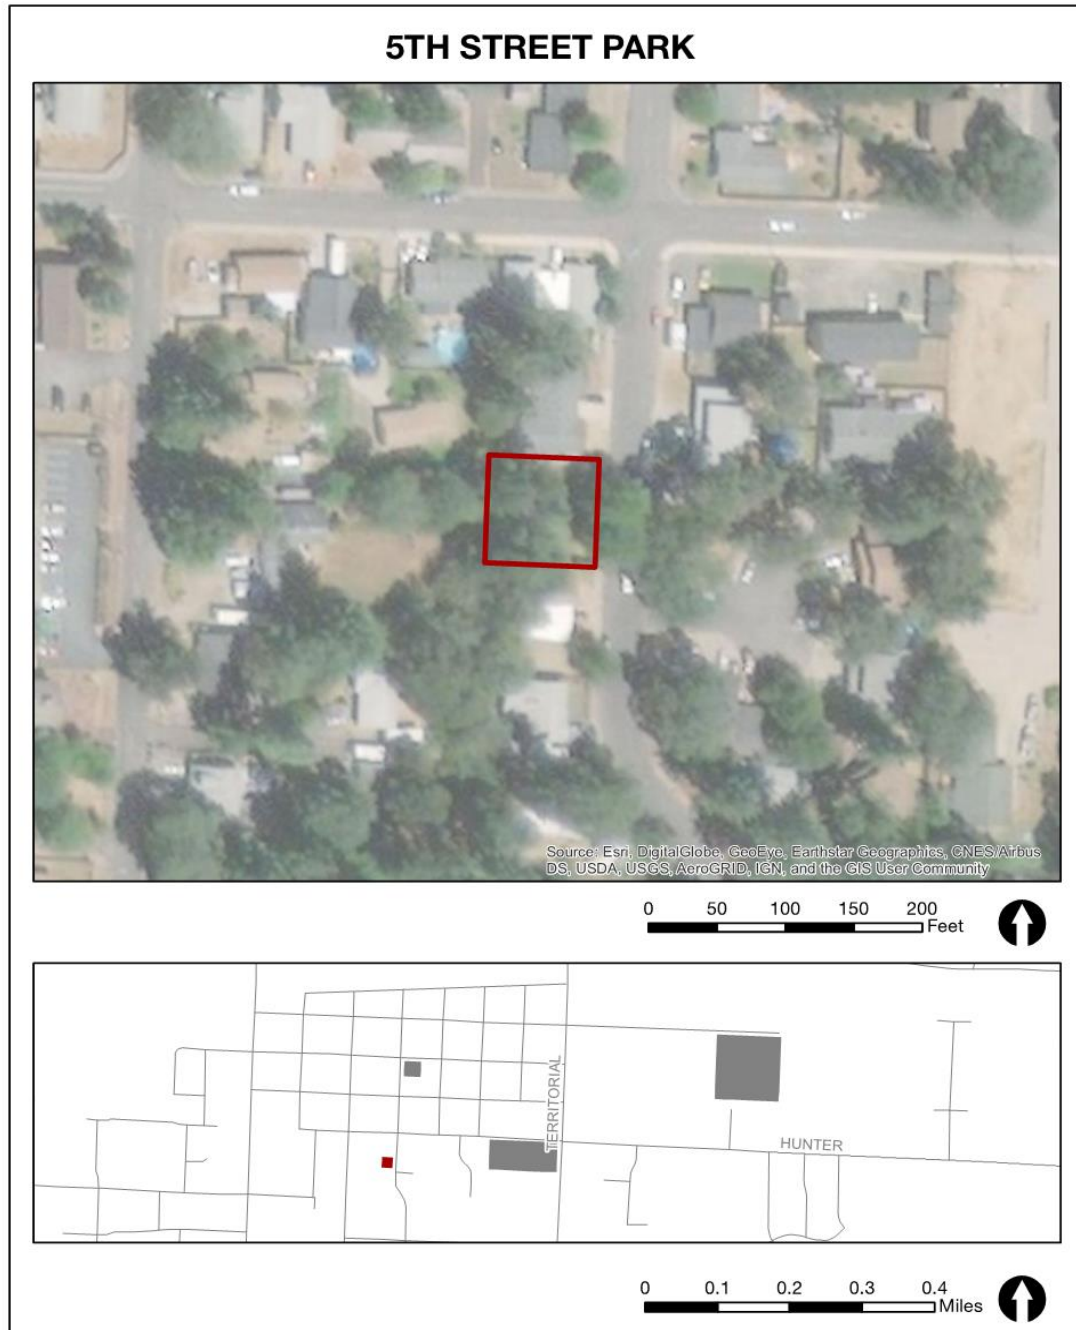 5TH STREET PARK
Source: Esri, DigitalGlobe, GeoEye, Earthstar Geographics, CNES/Airbus
DS, USDA, USGS, AeroGRID, IGN, and the GIS User Community
0 50 100 150 200
Feet
TERRITORIAL
HUNTER
0 0.1 0.2 0.3 0.4
Miles